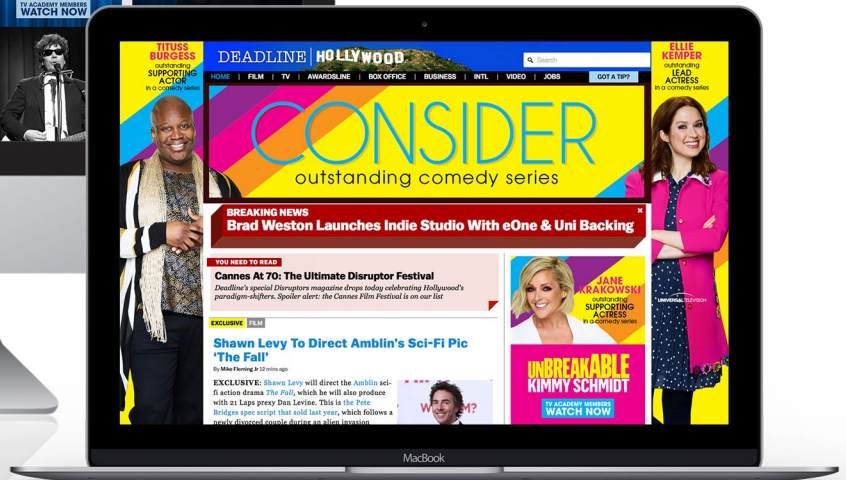 TV ACADEMY MEMBERS
WATCH NOW
TITUSS
BURGESS
outstanding
SUPPORTING
ACTOR
in a comedy series
DEADLINE | HOLLYWOOD
Search
HOME | FILM | TV | AWARDSLINE | BOX OFFICE | BUSINESS | INTL | VIDEO | JOBS
GOT A TIP?
ELLIE
KEMPER
outstanding
LEAD
ACTRESS
in a comedy series
CONSIDER
outstanding comedy series
BREAKING NEWS
Brad Weston Launches Indie Studio With eOne & Uni Backing
YOU NEED TO READ
Cannes At 70: The Ultimate Disruptor Festival
Deadline's special Disruptors magazine drops today celebrating Hollywood's
paradigm-shifters. Spoiler alert: the Cannes Film Festival is on our list
EXCLUSIVE FILM
Shawn Levy To Direct Amblin's Sci-Fi Pic
'The Fall'
By Mike Fleming Jr 12 mins ago
EXCLUSIVE: Shawn Levy will direct the Amblin sci-
fi action drama The Fall, which he will also produce
with 21 Laps prexy Dan Levine. This is the Pete
Bridges spec script that sold last year, which follows a
newly divorced couple during an alien invasion
JANE
KRAKOWSKI
outstanding
SUPPORTING
ACTRESS
in a comedy series
UNBREAKABLE
KIMMY SCHMIDT
TV ACADEMY MEMBERS
WATCH NOW
UNIVERSAL TELEVISION
MacBook